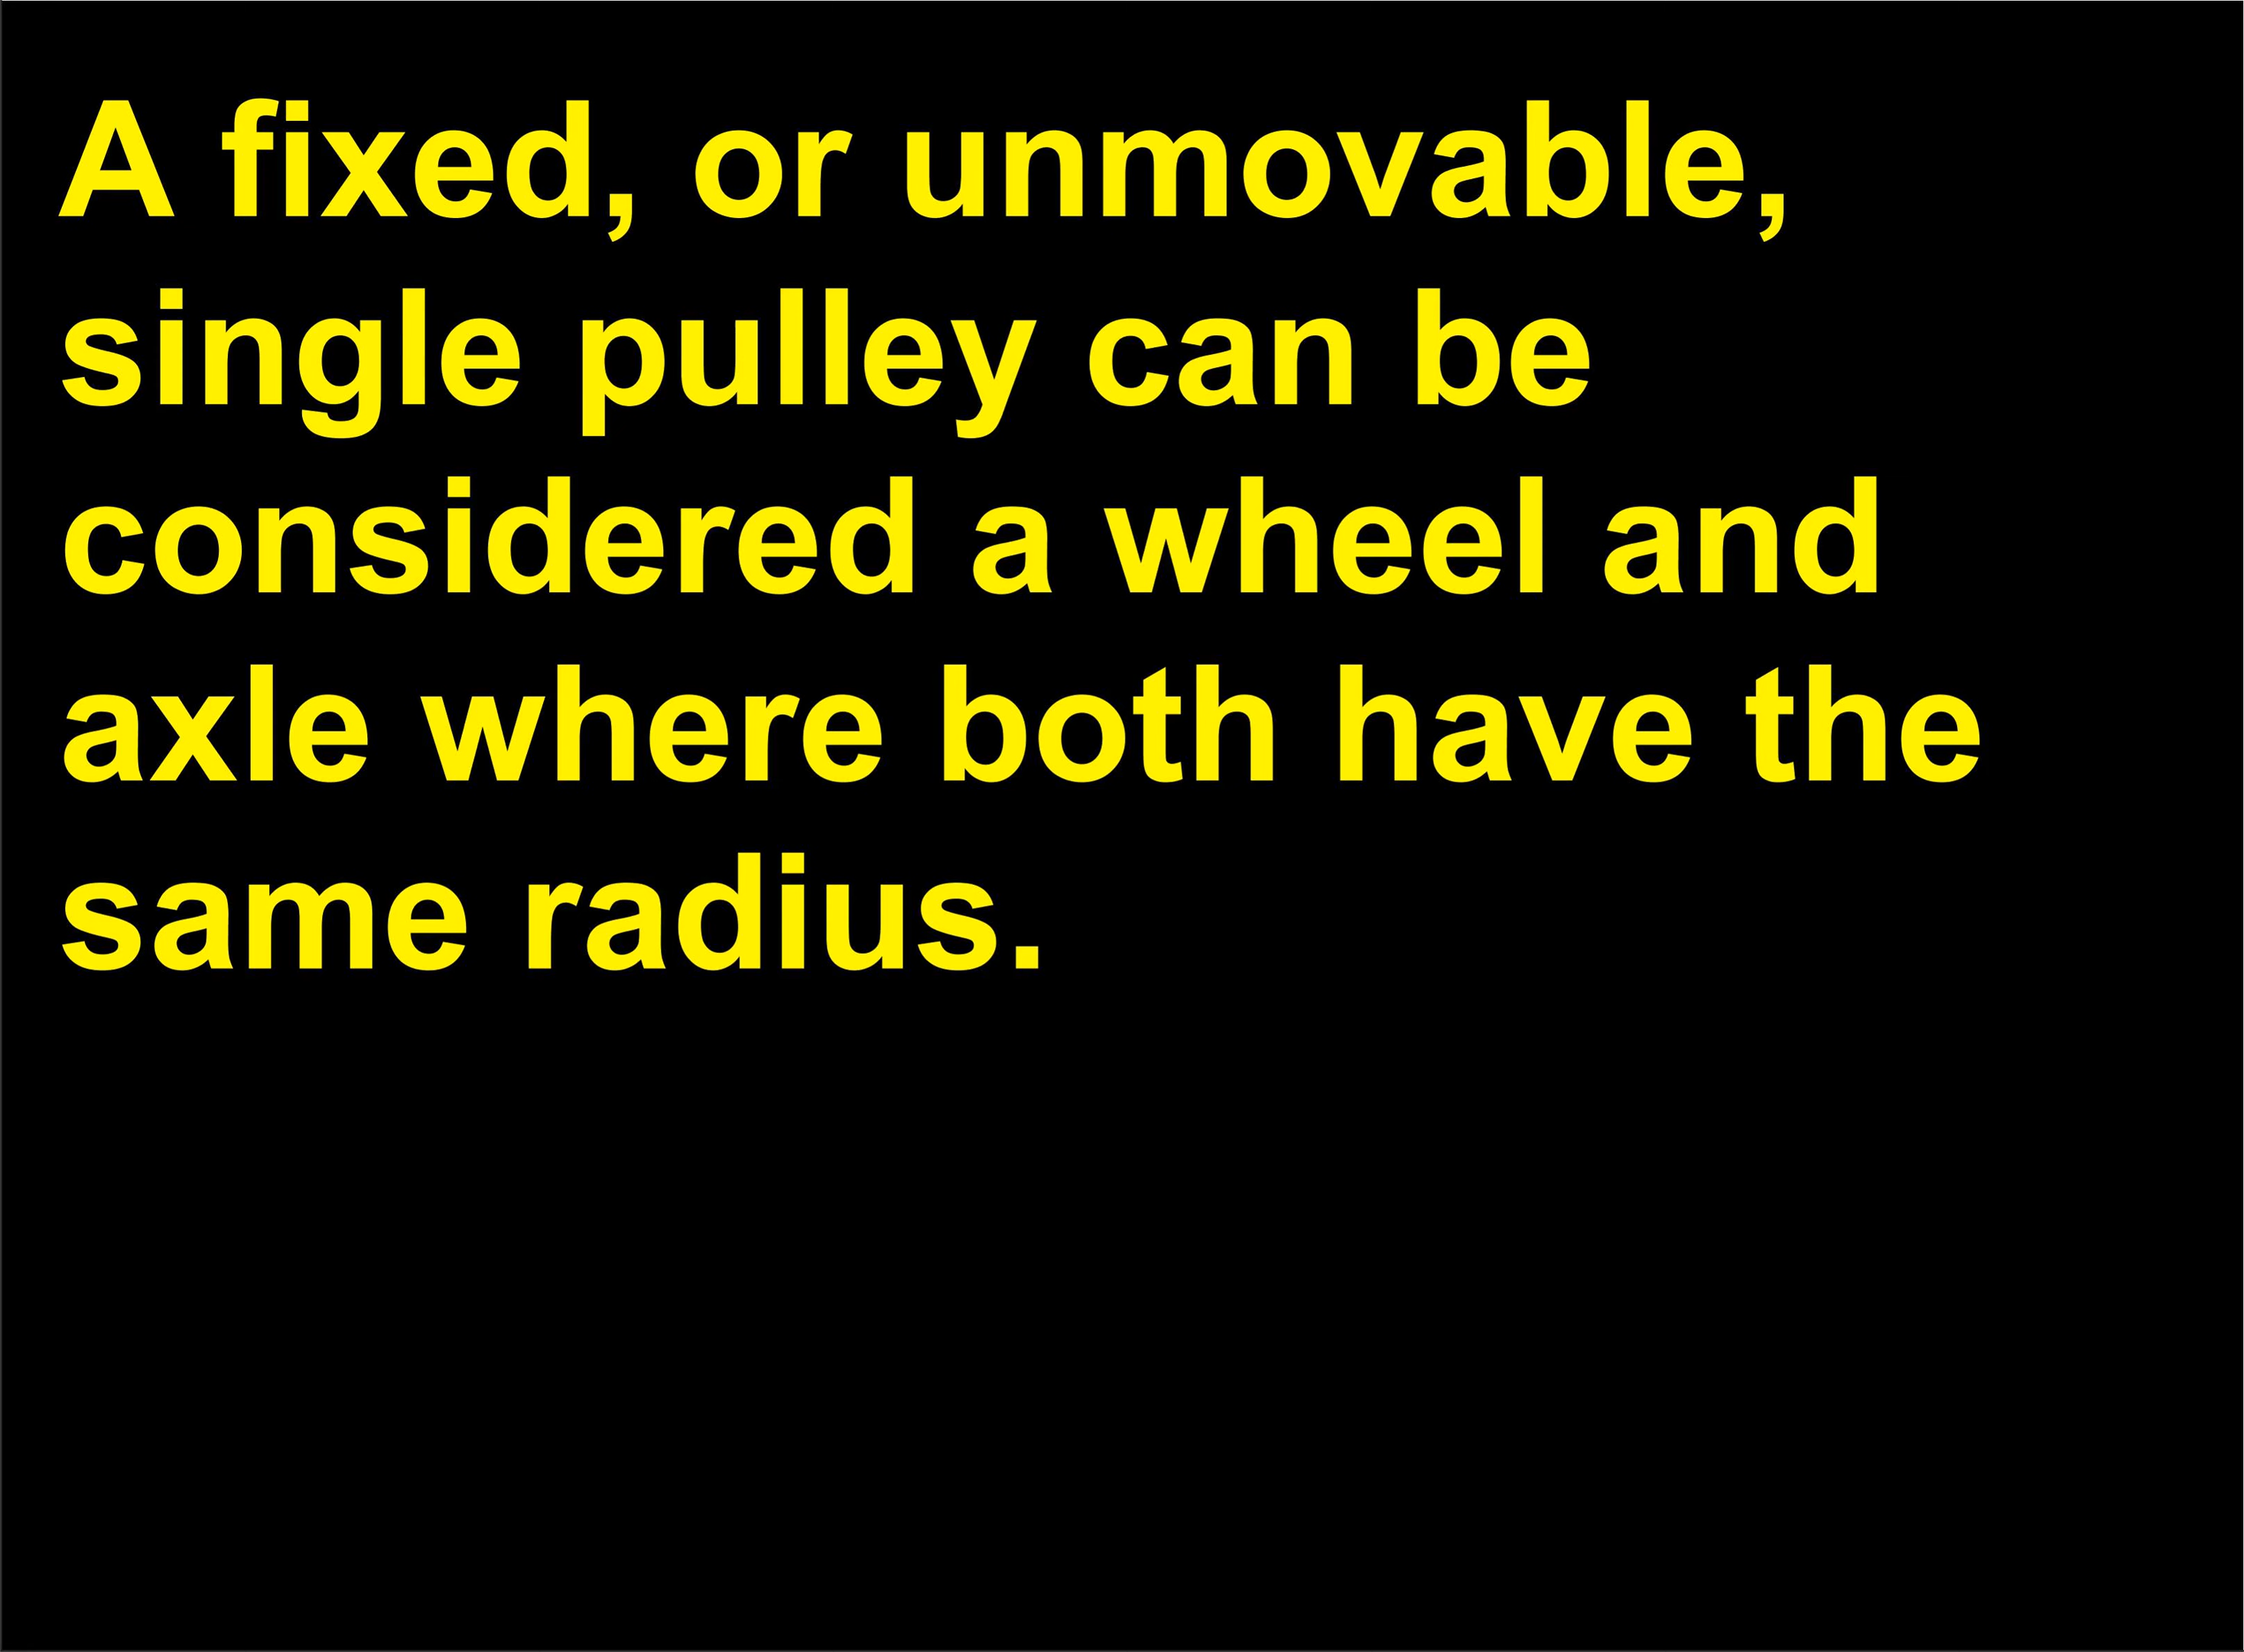 A fixed, or unmovable,
single pulley can be
considered a wheel and
axle where both have the
same radius.